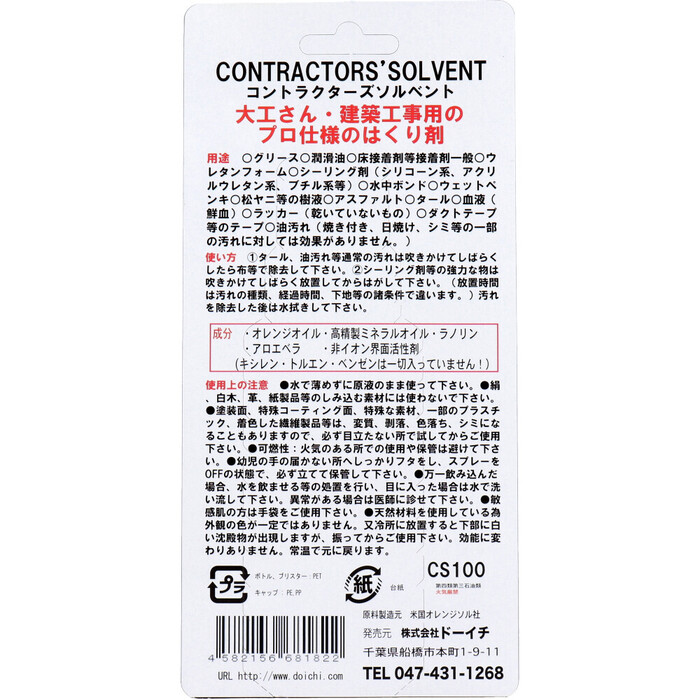 CONTRACTORS'SOLVENT
コントラクターズソルベント
大工さん・建築工事用の
プロ仕様のはくり剤
用途 ○グリース○潤滑油○床接着剤等接着剤一般○ウ
レタンフォーム○シーリング剤（シリコーン系、アクリ
ルウレタン系、ブチル系等）○水中ボンド○ウェットペ
ンキ○松ヤニ等の樹液○アスファルト○タール○血液
（鮮血）○ラッカー（乾いていないもの）○ダクトテープ
等のテープ○油汚れ（焼き付き、日焼け、シミ等の一部
の汚れに対しては効果がありません。）
使い方 ①タール、油汚れ等通常の汚れは吹きかけてしばらく
したら布等で除去して下さい。②シーリング剤等の強力な物は
吹きかけてしばらく放置してからはがして下さい。（放置時間
は汚れの種類、経過時間、下地等の諸条件で違います。）汚れ
を除去した後は水拭きして下さい。
成分 ・オレンジオイル・高精製ミネラルオイル・ラノリン
・アロエベラ ・非イオン界面活性剤
（キシレン・トルエン・ベンゼンは一切入っていません！）
使用上の注意 ●水で薄めずに原液のまま使って下さい。●絹
、白木、革、紙製品等のしみ込む素材には使わないで下さい。
●塗装面、特殊コーティング面、特殊な素材、一部のプラスチ
ック、着色した繊維製品等は、変質、剥落、色落ち、シミにな
ることもありますので、必ず目立たない所で試してからご使用
下さい。●可燃性：火気のある所での使用や保管は避けて下さ
い。●幼児の手の届かない所へしっかりフタをし、スプレーを
OFFの状態で、必ず立てて保管して下さい。●万一飲み込んだ
場合、水を飲ませる等の処置を行い、目に入った場合は水で洗
い流して下さい。異常がある場合は医師に診せて下さい。●敏
感肌の方は手袋をご使用下さい。●天然材料を使用している為
外観の色が一定ではありません。又冷所に放置すると下部に白
い沈殿物が出現しますが、振ってからご使用下さい。効能に変
わりありません。常温で元に戻ります。
プラ
ボトル、ブリスター：PET
キャップ：PE,PP
紙
台紙
CS100
第四類第三石油類
火気厳禁
原料製造元 米国オレンジソル社
発売元 株式会社ドーイチ
千葉県船橋市本町1-9-11
4 582156 681822
URL http://www.doichi.com/
TEL 047-431-1268